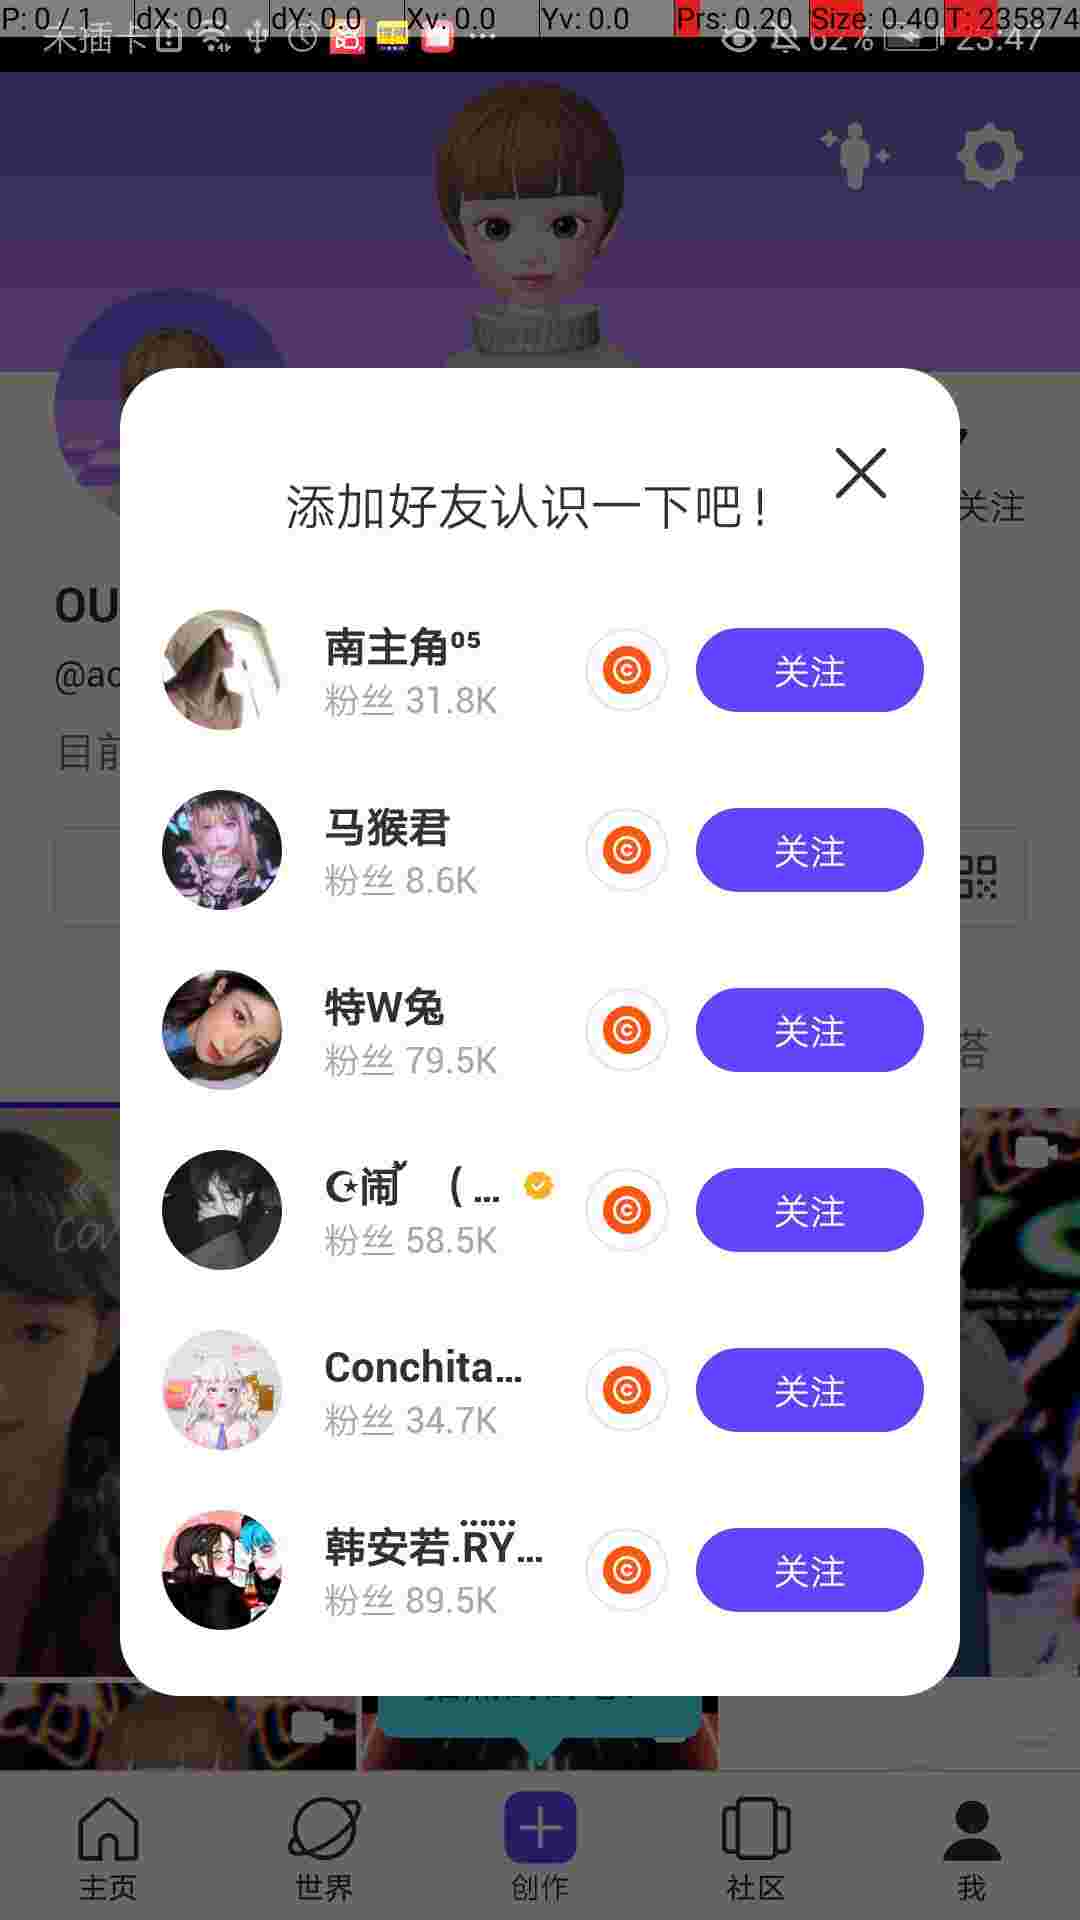 P: 0 / 1 dX: 0.0 dY: 0.0 Xv: 0.0 Yv: 0.0 Prs: 0.20 Size: 0.40 T: 235874
未插卡 62% 23:47
关注
添加好友认识一下吧！
OU
@ac
目前
南主角⁰⁵
粉丝 31.8K
关注
马猴君
粉丝 8.6K
关注
特W兔
粉丝 79.5K
关注
答
☪闹 ( ...
粉丝 58.5K
关注
Conchita...
粉丝 34.7K
关注
韩安若.RY...
粉丝 89.5K
关注
主页
世界
创作
社区
我